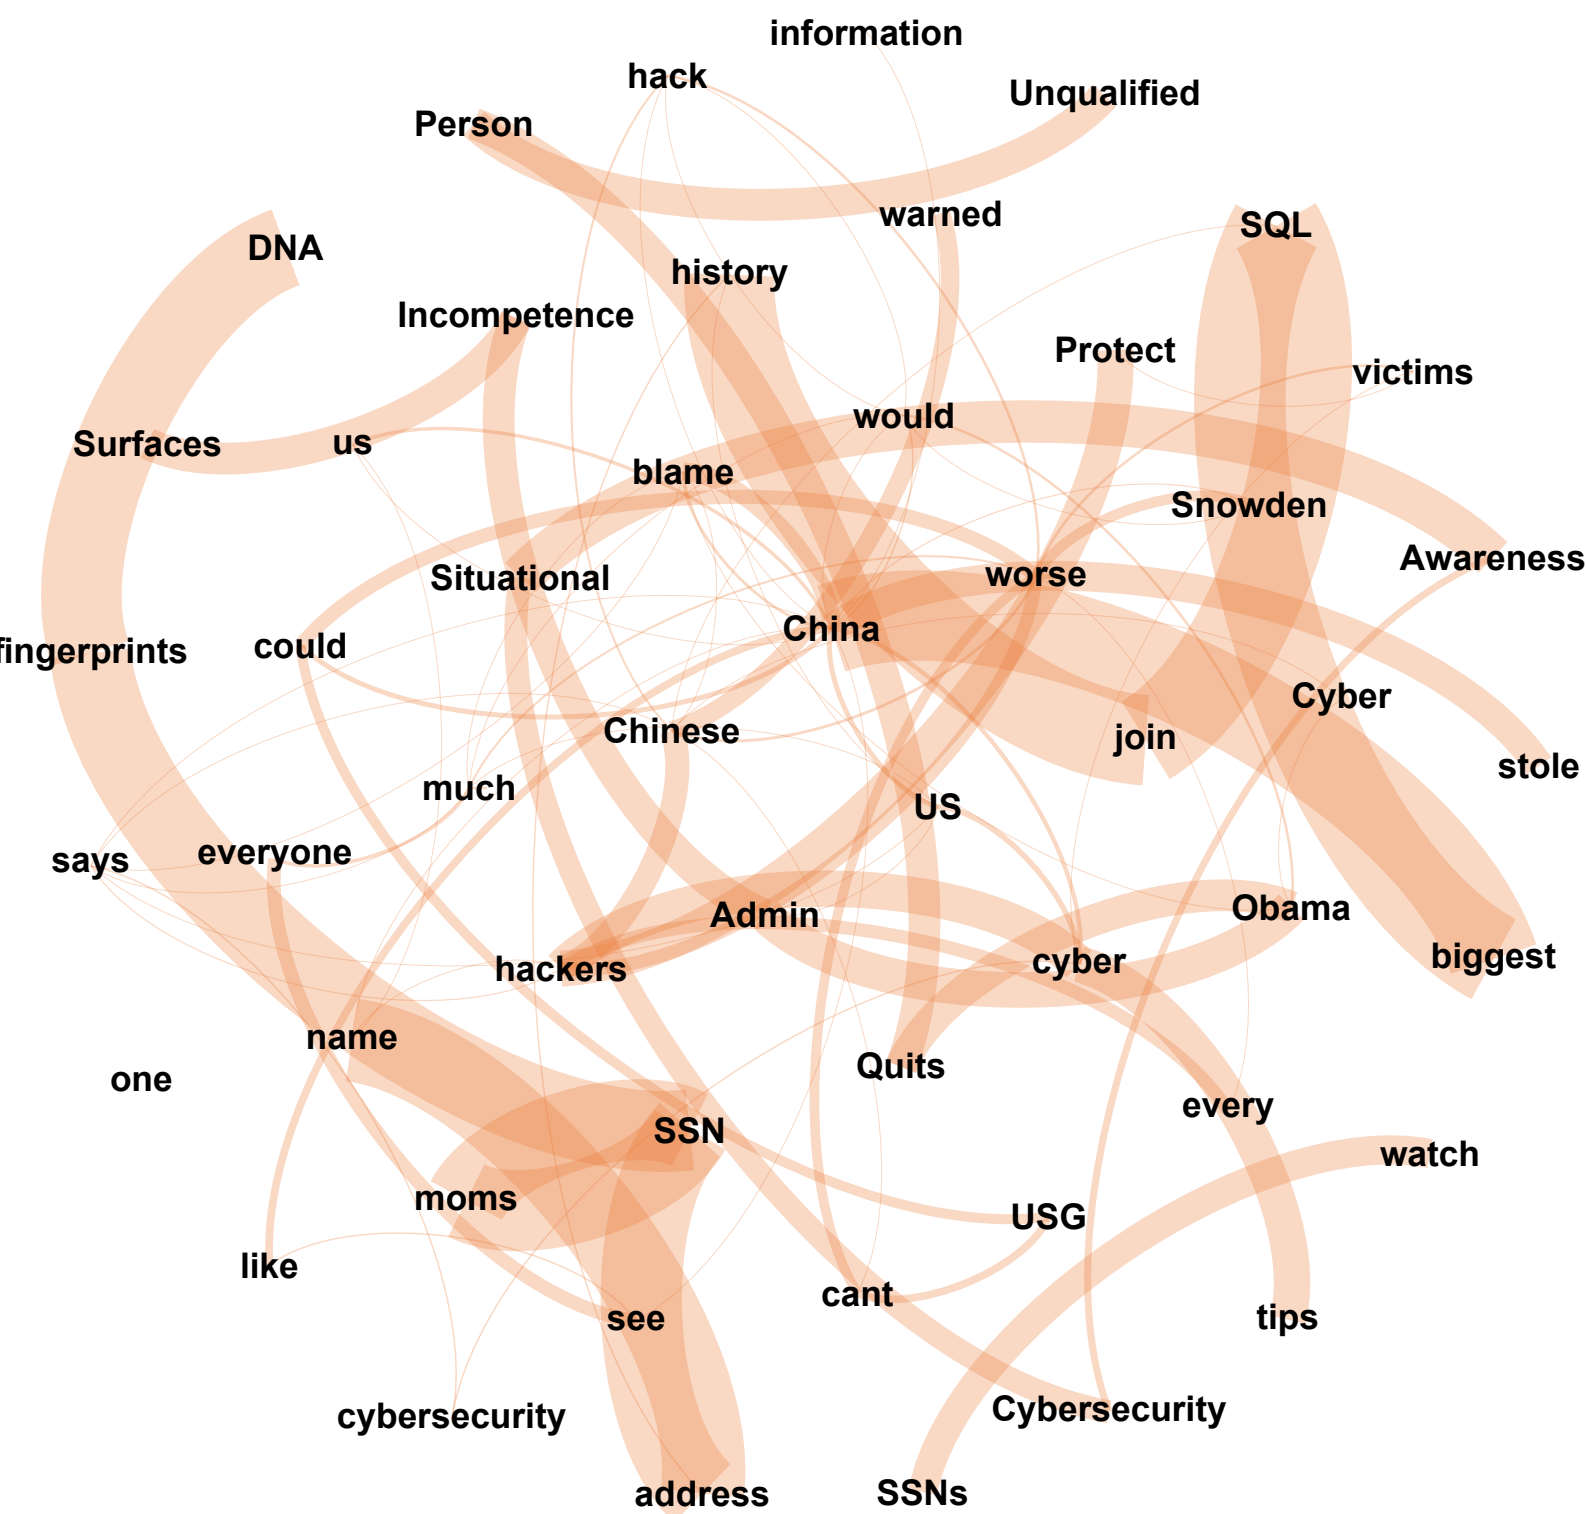 information
hack
Unqualified
Person
warned
SQL
DNA
history
Incompetence
Protect
victims
would
Surfaces
us
blame
Snowden
Awareness
Situational
worse
China
could
fingerprints
Cyber
Chinese
join
stole
much
US
everyone
says
Obama
Admin
biggest
cyber
hackers
name
Quits
one
every
SSN
watch
moms
USG
like
cant
see
tips
Cybersecurity
cybersecurity
SSNs
address